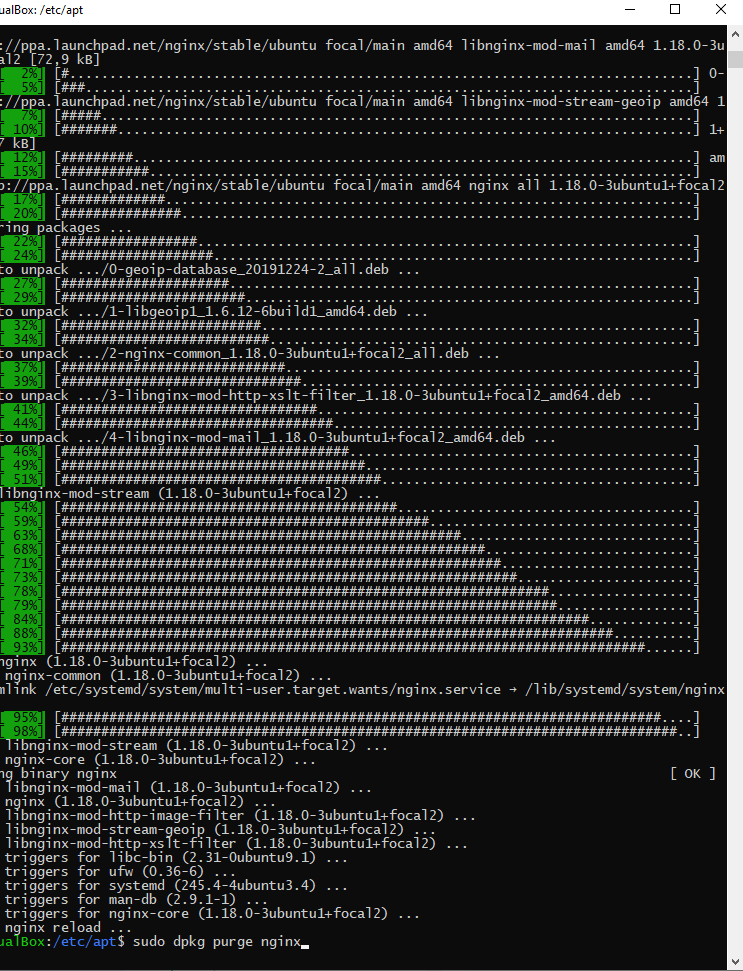 ualBox: /etc/apt
://ppa.launchpad.net/nginx/stable/ubuntu focal/main amd64 libnginx-mod-mail amd64 1.18.0-3u
al2 [72,9 kB]
2%] [#..............................................................................] 0-
5%] [###............................................................................]
://ppa.launchpad.net/nginx/stable/ubuntu focal/main amd64 libnginx-mod-stream-geoip amd64 1
7%] [#####..........................................................................]
10%] [#######........................................................................] 1+
7 kB]
12%] [#########......................................................................] am
15%] [###########....................................................................]
p://ppa.launchpad.net/nginx/stable/ubuntu focal/main amd64 nginx all 1.18.0-3ubuntu1+focal2
17%] [#############..................................................................]
20%] [###############................................................................]
ring packages ...
22%] [#################..............................................................]
24%] [###################............................................................]
to unpack .../0-geoip-database_20191224-2_all.deb ...
27%] [#####################..........................................................]
29%] [#######################........................................................]
to unpack .../1-libgeoip1_1.6.12-6build1_amd64.deb ...
32%] [#########################......................................................]
34%] [##########################.....................................................]
to unpack .../2-nginx-common_1.18.0-3ubuntu1+focal2_all.deb ...
37%] [############################...................................................]
39%] [##############################.................................................]
to unpack .../3-libnginx-mod-http-xslt-filter_1.18.0-3ubuntu1+focal2_amd64.deb ...
41%] [################################...............................................]
44%] [##################################.............................................]
to unpack .../4-libnginx-mod-mail_1.18.0-3ubuntu1+focal2_amd64.deb ...
46%] [####################################...........................................]
49%] [######################################.........................................]
51%] [########################################.......................................]
libnginx-mod-stream (1.18.0-3ubuntu1+focal2) ...
54%] [##########################################.....................................]
59%] [##############################################.................................]
63%] [##################################################.............................]
68%] [#####################################################..........................]
71%] [#######################################################........................]
73%] [#########################################################......................]
78%] [#############################################################..................]
79%] [##############################################################.................]
84%] [##################################################################.............]
88%] [#####################################################################..........]
93%] [#########################################################################......]
nginx (1.18.0-3ubuntu1+focal2) ...
nginx-common (1.18.0-3ubuntu1+focal2) ...
mlink /etc/systemd/system/multi-user.target.wants/nginx.service → /lib/systemd/system/nginx
95%] [###########################################################################....]
98%] [#############################################################################..]
libnginx-mod-stream (1.18.0-3ubuntu1+focal2) ...
nginx-core (1.18.0-3ubuntu1+focal2) ...
ng binary nginx [ OK ]
libnginx-mod-mail (1.18.0-3ubuntu1+focal2) ...
nginx (1.18.0-3ubuntu1+focal2) ...
libnginx-mod-http-image-filter (1.18.0-3ubuntu1+focal2) ...
libnginx-mod-stream-geoip (1.18.0-3ubuntu1+focal2) ...
libnginx-mod-http-xslt-filter (1.18.0-3ubuntu1+focal2) ...
triggers for libc-bin (2.31-0ubuntu9.1) ...
triggers for ufw (0.36-6) ...
triggers for systemd (245.4-4ubuntu3.4) ...
triggers for man-db (2.9.1-1) ...
triggers for nginx-core (1.18.0-3ubuntu1+focal2) ...
nginx reload ...
ualBox:/etc/apt$ sudo dpkg purge nginx